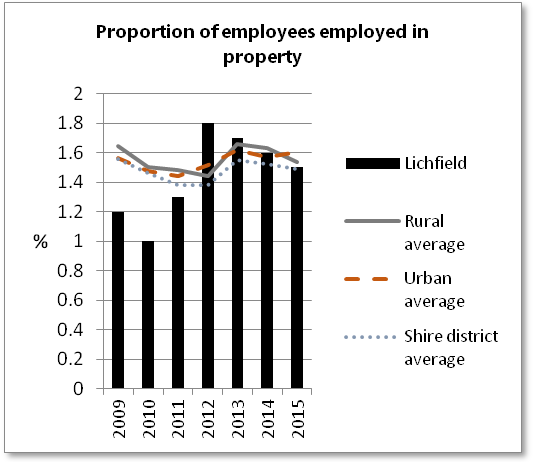 Proportion of employees employed in
property
2
1.8
1.6
1.4
1.2
1
0.8
0.6
0.4
0.2
0
%
2009
2010
2011
2012
2013
2014
2015
Lichfield
Rural
average
Urban
average
Shire district
average